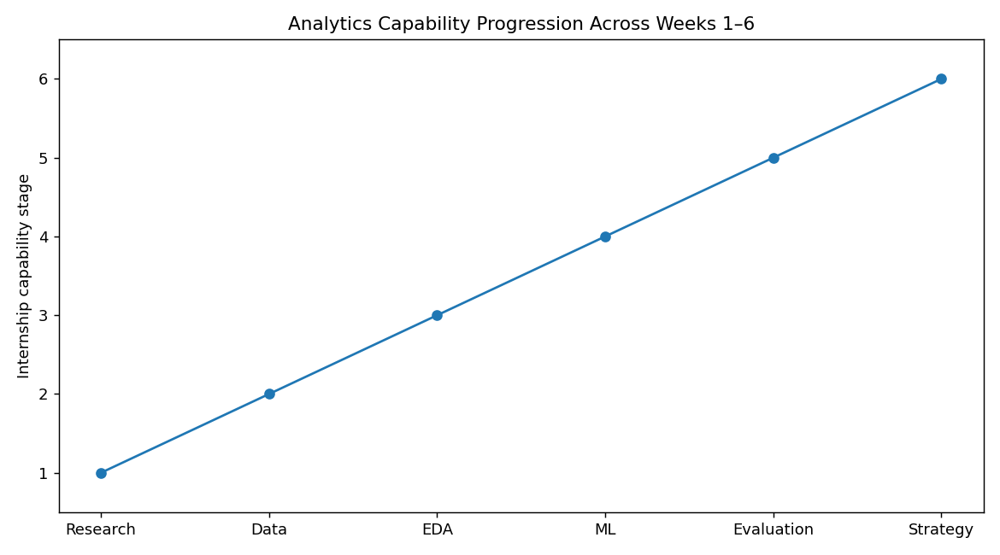 Analytics Capability Progression Across Weeks 1–6
Internship capability stage
6
5
4
3
2
1
Research Data EDA ML Evaluation Strategy